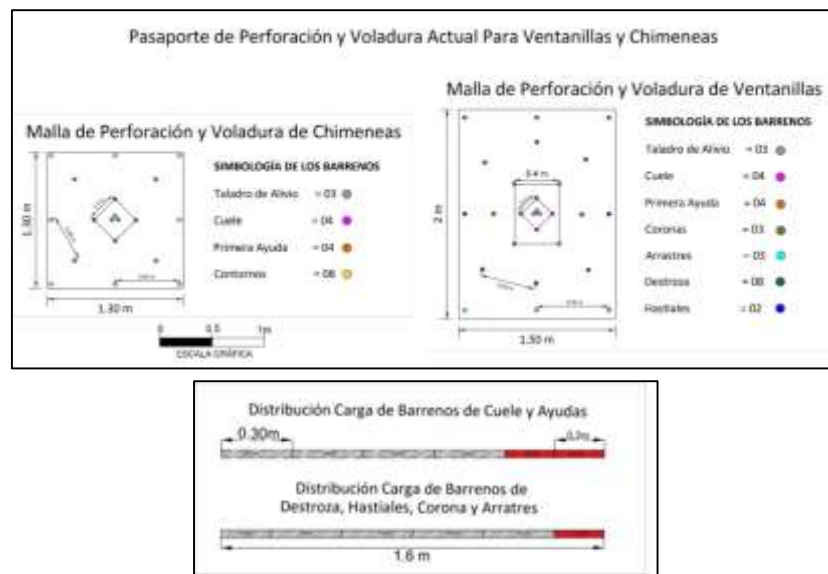 Pasaporte de Perforación y Voladura Actual Para Ventanillas y Chimeneas
Malla de Perforación y Voladura de Chimeneas
1.30 m
1.30 m
SIMBOLOGÍA DE LOS BARRENOS
Taladro de Alivio = 03
Cuele = 04
Primera Ayuda = 04
Contornos = 08
0 0.5 1m
ESCALA GRÁFICA
Malla de Perforación y Voladura de Ventanillas
2 m
0.4 m
1.50 m
SIMBOLOGÍA DE LOS BARRENOS
Taladro de Alivio = 03
Cuele = 04
Primera Ayuda = 04
Coronas = 03
Arrastres = 03
Destroza = 08
Hastiales = 02
Distribución Carga de Barrenos de Cuele y Ayudas
0.30m
Distribución Carga de Barrenos de
Destroza, Hastiales, Corona y Arratres
1.6 m